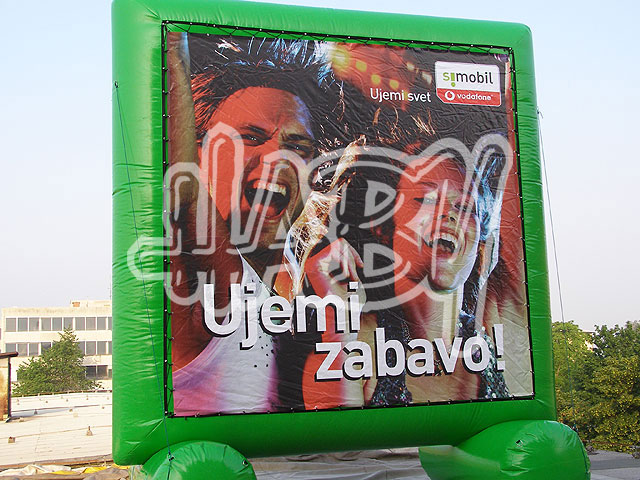 si.mobil
vodafone
Ujemi svet
Ujemi
zabavo!